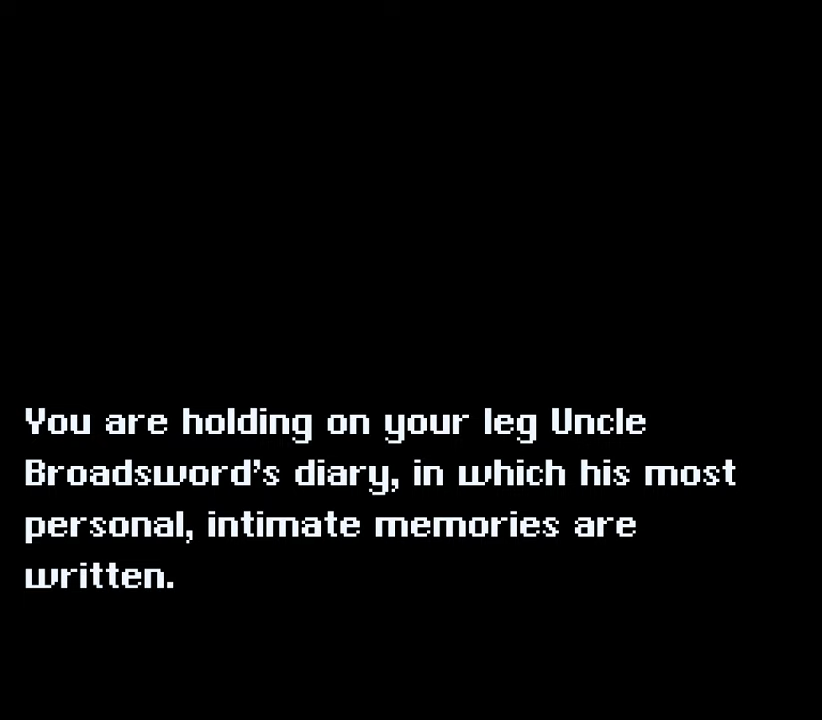 You are holding on your leg Uncle
Broadsword's diary, in which his most
personal, intimate memories are
written.